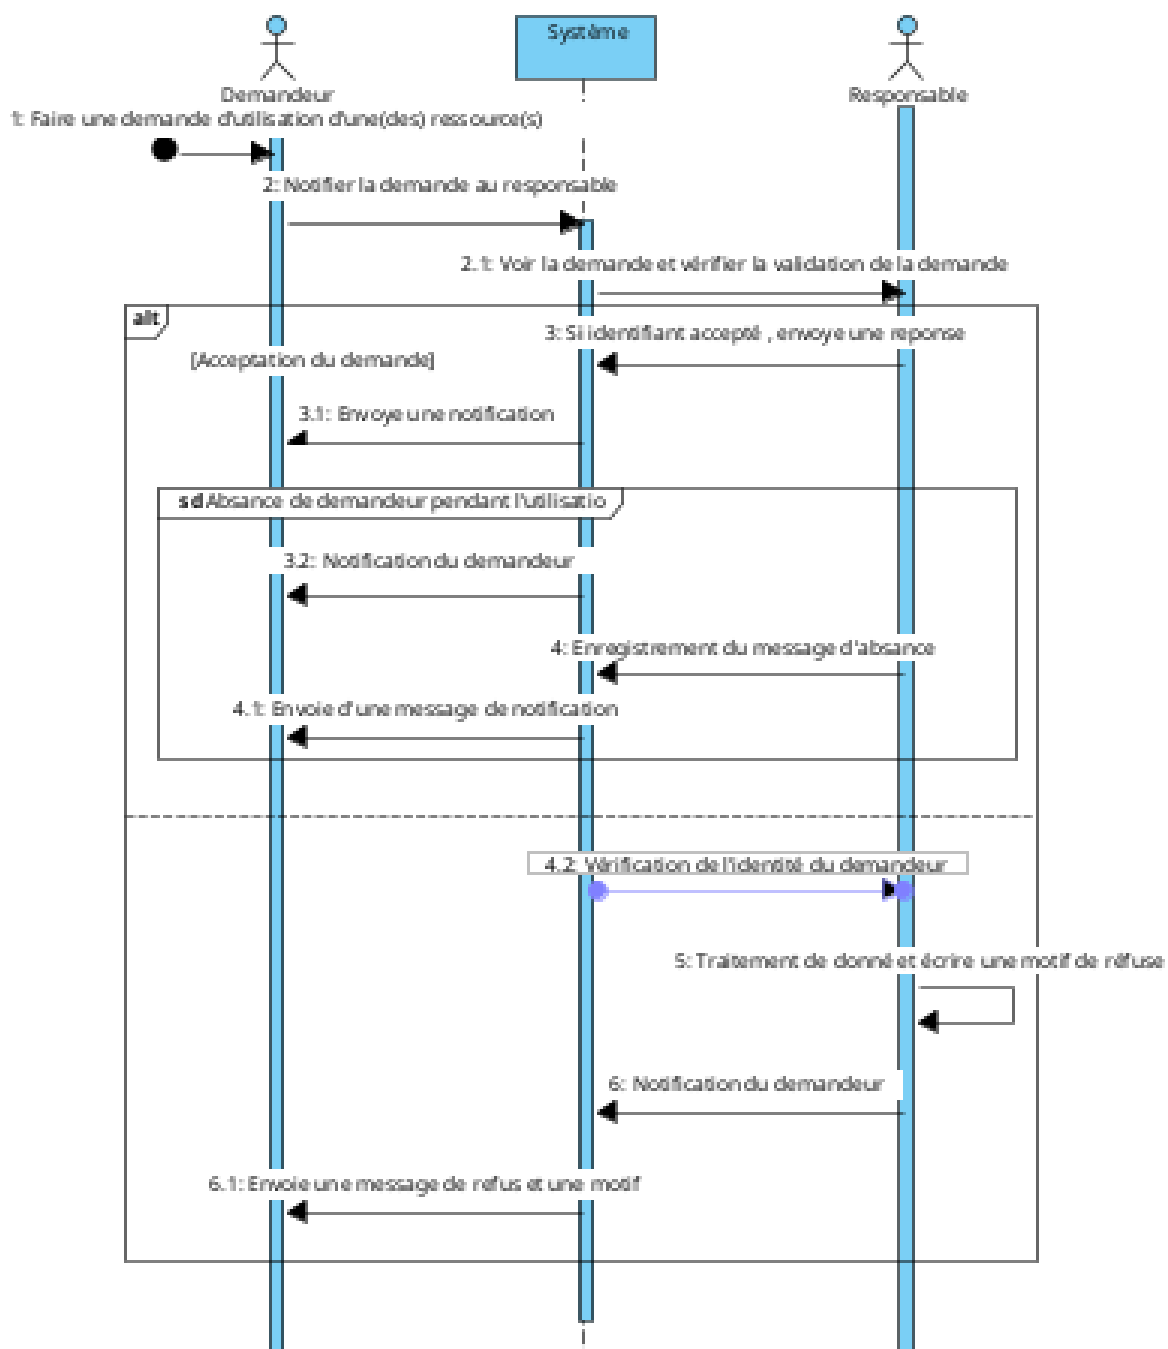 Système
Demandeur
Responsable
1: Faire une demande d'utilisation d'une(des) ressource(s)
2: Notifier la demande au responsable
2.1: Voir la demande et vérifier la validation de la demande
alt
3: Si identifiant accepté , envoye une reponse
[Acceptation du demande]
3.1: Envoye une notification
sd Absance de demandeur pendant l'utilisatio
3.2: Notification du demandeur
4: Enregistrement du message d'absance
4.1: Envoie d'une message de notification
4.2: Vérification de l'identité du demandeur
5: Traitement de donné et écrire une motif de réfuse
6: Notification du demandeur
6.1: Envoie une message de refus et une motif